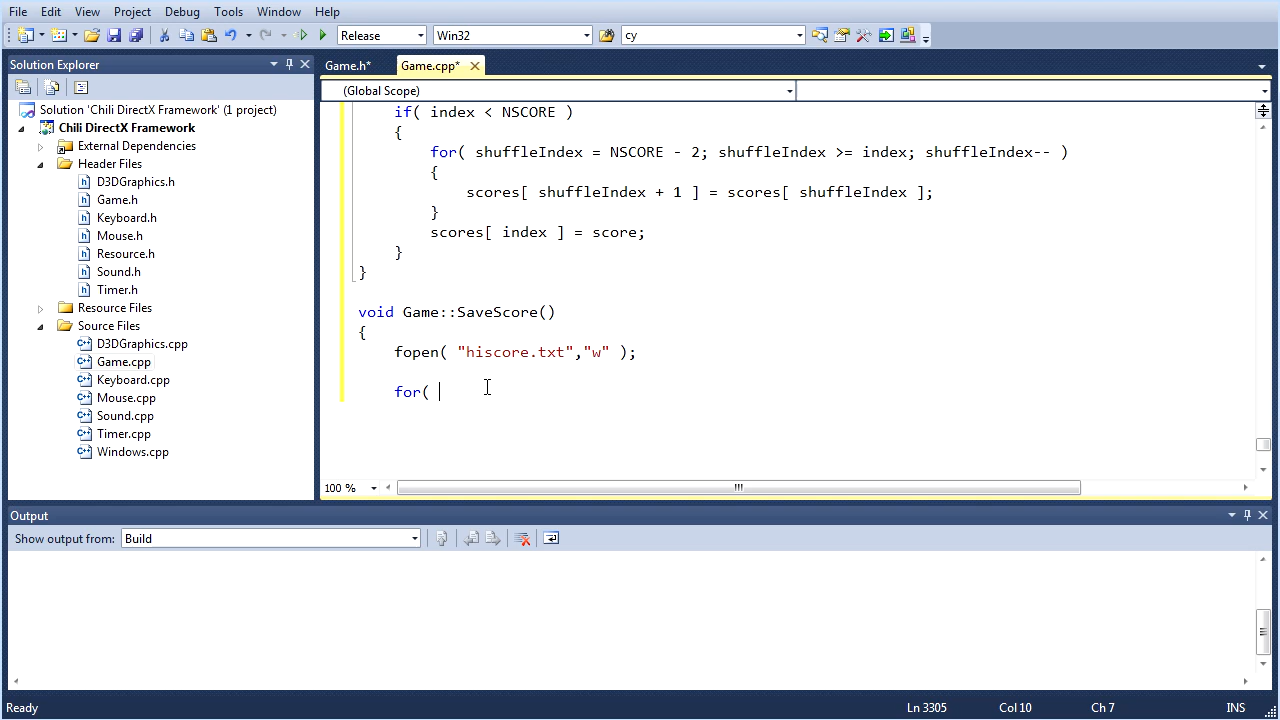 File Edit View Project Debug Tools Window Help
Release Win32 cy
Solution Explorer
Game.h* Game.cpp*
(Global Scope)
Solution 'Chili DirectX Framework' (1 project)
Chili DirectX Framework
External Dependencies
Header Files
D3DGraphics.h
Game.h
Keyboard.h
Mouse.h
Resource.h
Sound.h
Timer.h
Resource Files
Source Files
D3DGraphics.cpp
Game.cpp
Keyboard.cpp
Mouse.cpp
Sound.cpp
Timer.cpp
Windows.cpp
if( index < NSCORE )
{
for( shuffleIndex = NSCORE - 2; shuffleIndex >= index; shuffleIndex-- )
{
scores[ shuffleIndex + 1 ] = scores[ shuffleIndex ];
}
scores[ index ] = score;
}
}
void Game::SaveScore()
{
fopen( "hiscore.txt","w" );
for(
100 %
Output
Show output from: Build
Ready Ln 3305 Col 10 Ch 7 INS